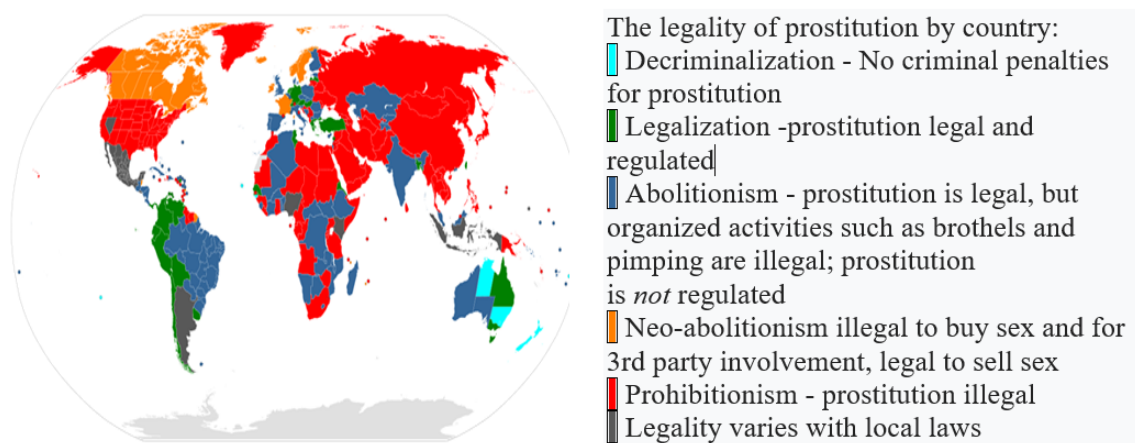 The legality of prostitution by country:
Decriminalization - No criminal penalties
for prostitution
Legalization -prostitution legal and
regulated
Abolitionism - prostitution is legal, but
organized activities such as brothels and
pimping are illegal; prostitution
is not regulated
Neo-abolitionism illegal to buy sex and for
3rd party involvement, legal to sell sex
Prohibitionism - prostitution illegal
Legality varies with local laws